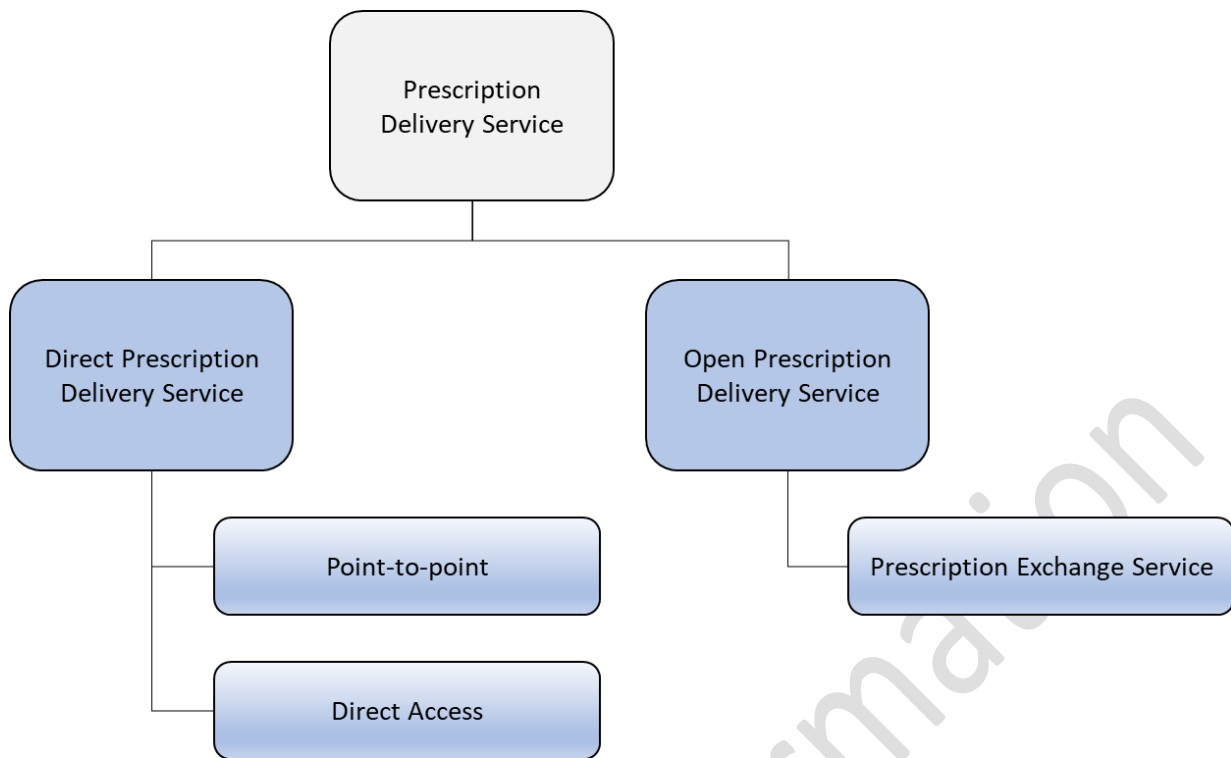 Prescription
Delivery Service
Direct Prescription
Delivery Service
Open Prescription
Delivery Service
Point-to-point
Prescription Exchange Service
Direct Access
rmation